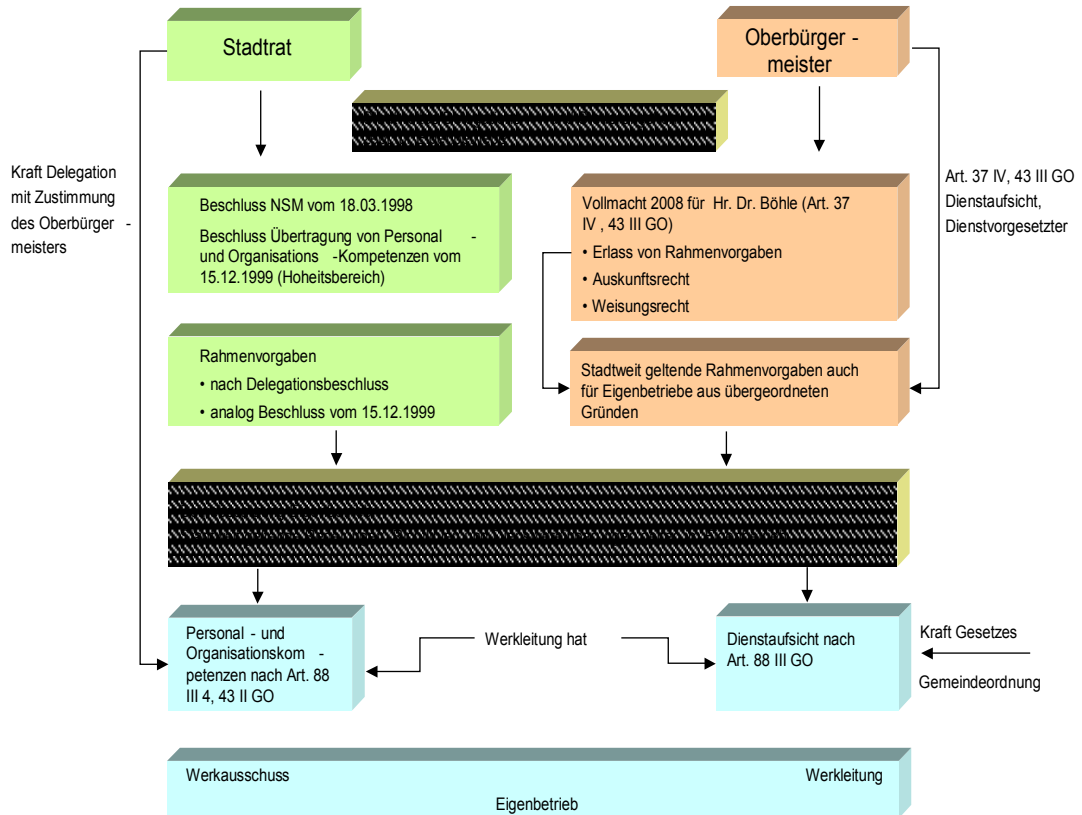 Stadtrat
Oberbürger - 
meister
Kraft Delegation
mit Zustimmung
des Oberbürger -
meisters
Art. 37 IV, 43 III GO
Dienstaufsicht,
Dienstvorgesetzter
Beschluss NSM vom 18.03.1998
Beschluss Übertragung von Personal -
und Organisations -Kompetenzen vom
15.12.1999 (Hoheitsbereich)
Vollmacht 2008 für Hr. Dr. Böhle (Art. 37
IV , 43 III GO)
• Erlass von Rahmenvorgaben
• Auskunftsrecht
• Weisungsrecht
Rahmenvorgaben
• nach Delegationsbeschluss
• analog Beschluss vom 15.12.1999
Stadtweit geltende Rahmenvorgaben auch
für Eigenbetriebe aus übergeordneten
Gründen
Personal - und
Organisationskom -
petenzen nach Art. 88
III 4, 43 II GO
Werkleitung hat
Dienstaufsicht nach
Art. 88 III GO
Kraft Gesetzes
Gemeindeordnung
Werkausschuss
Werkleitung
Eigenbetrieb